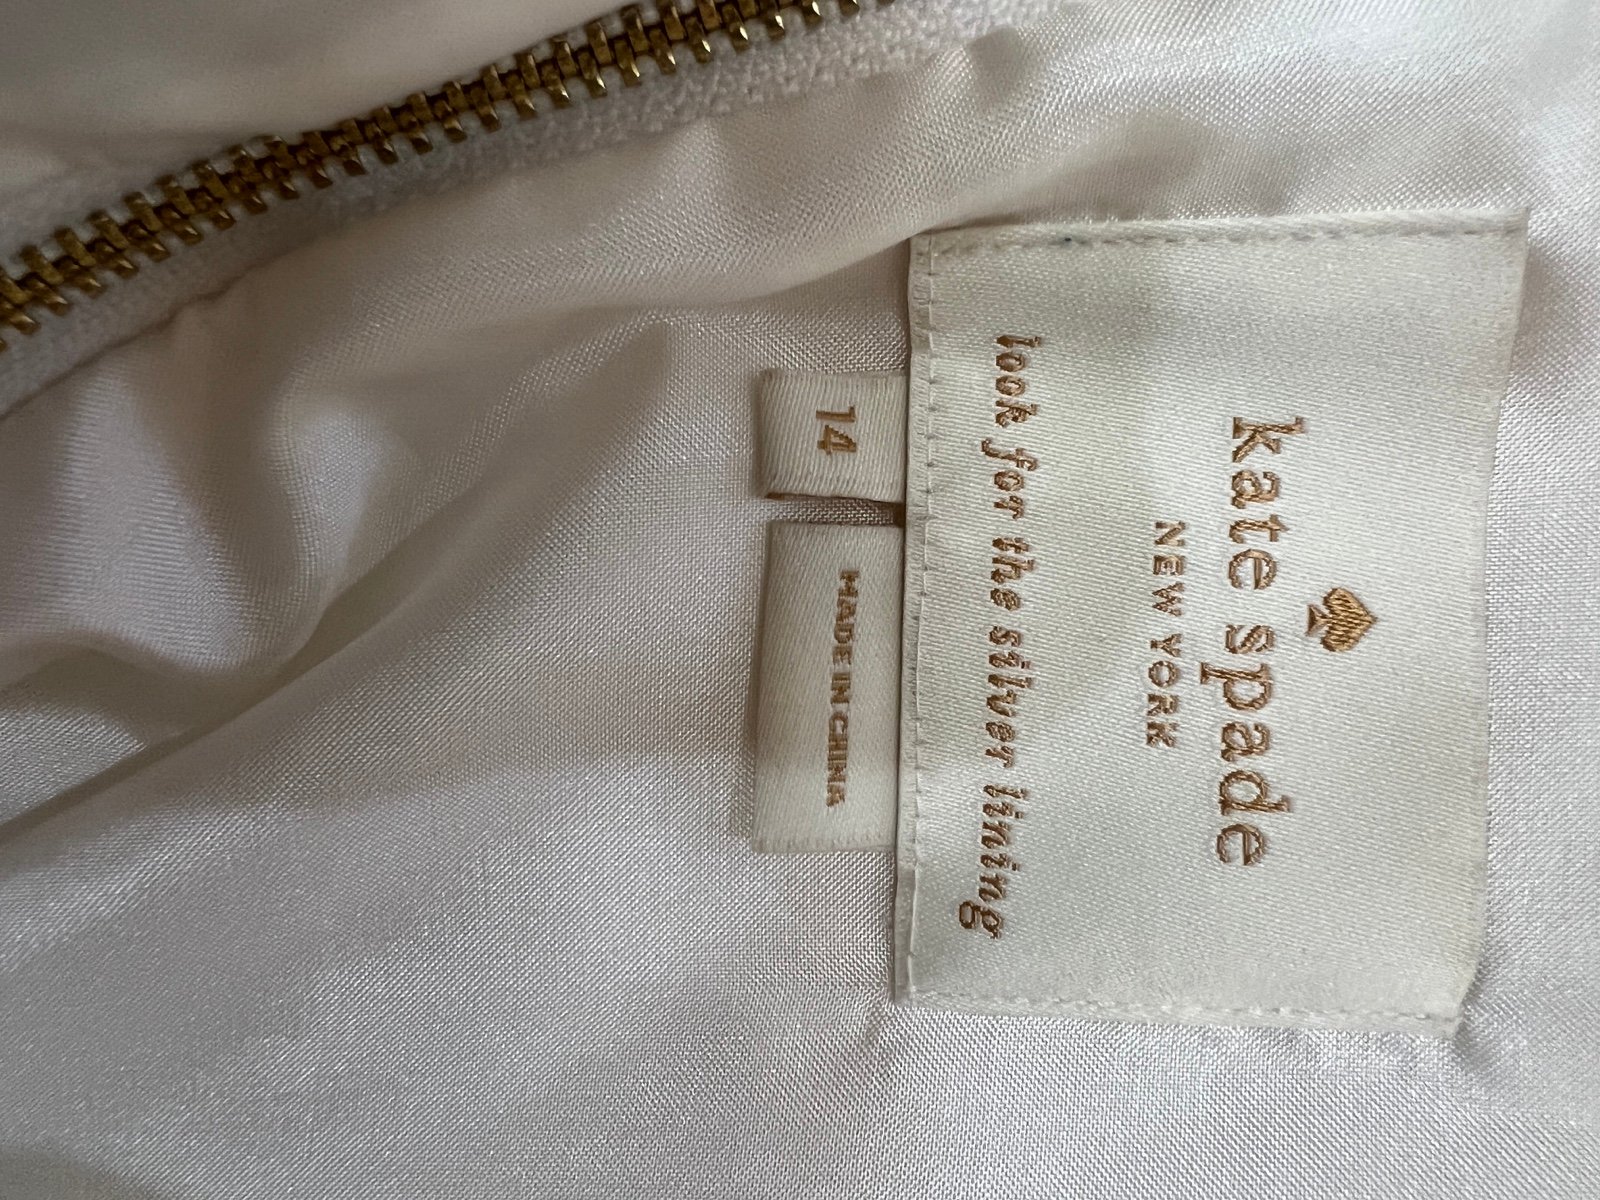 kate spade
NEW YORK
look for the silver lining
14
MADE IN CHINA